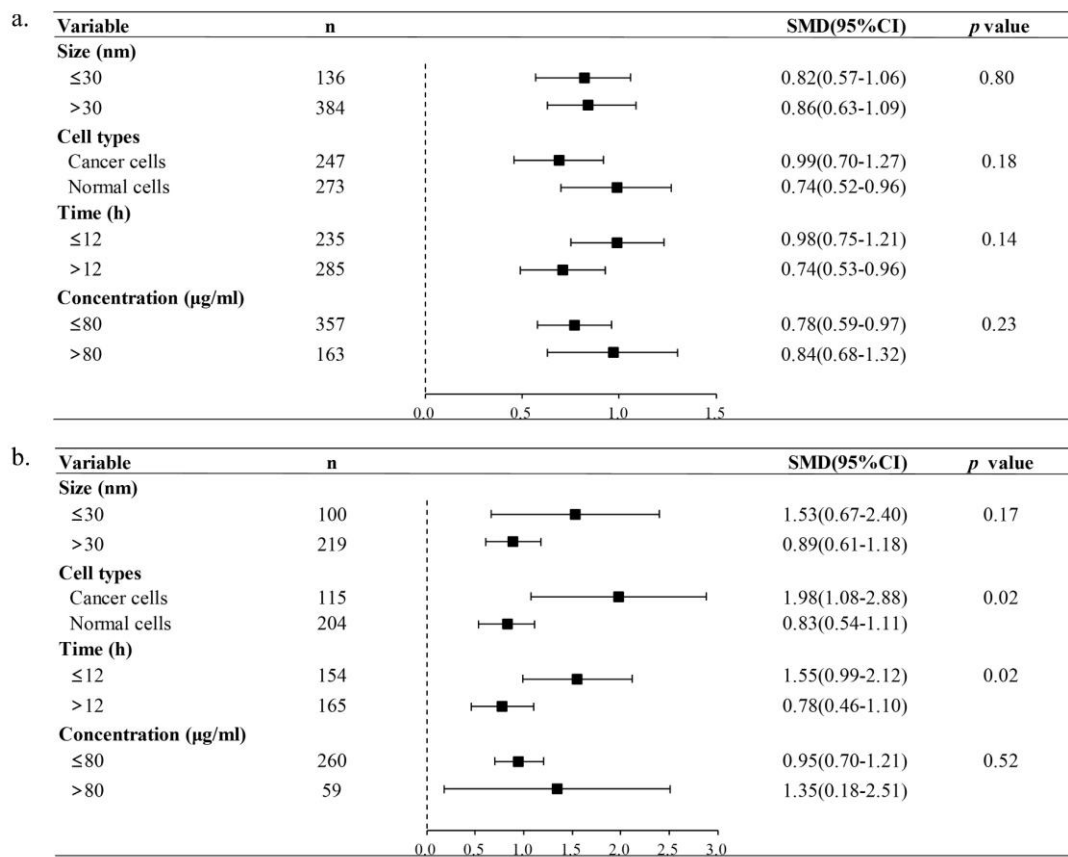 a.
Variable n SMD(95%CI) p value
Size (nm)
≤30 136 0.82(0.57-1.06) 0.80
>30 384 0.86(0.63-1.09)
Cell types
Cancer cells 247 0.99(0.70-1.27) 0.18
Normal cells 273 0.74(0.52-0.96)
Time (h)
≤12 235 0.98(0.75-1.21) 0.14
>12 285 0.74(0.53-0.96)
Concentration (μg/ml)
≤80 357 0.78(0.59-0.97) 0.23
>80 163 0.84(0.68-1.32)
0.0 0.5 1.0 1.5
b.
Variable n SMD(95%CI) p value
Size (nm)
≤30 100 1.53(0.67-2.40) 0.17
>30 219 0.89(0.61-1.18)
Cell types
Cancer cells 115 1.98(1.08-2.88) 0.02
Normal cells 204 0.83(0.54-1.11)
Time (h)
≤12 154 1.55(0.99-2.12) 0.02
>12 165 0.78(0.46-1.10)
Concentration (μg/ml)
≤80 260 0.95(0.70-1.21) 0.52
>80 59 1.35(0.18-2.51)
0.0 0.5 1.0 1.5 2.0 2.5 3.0